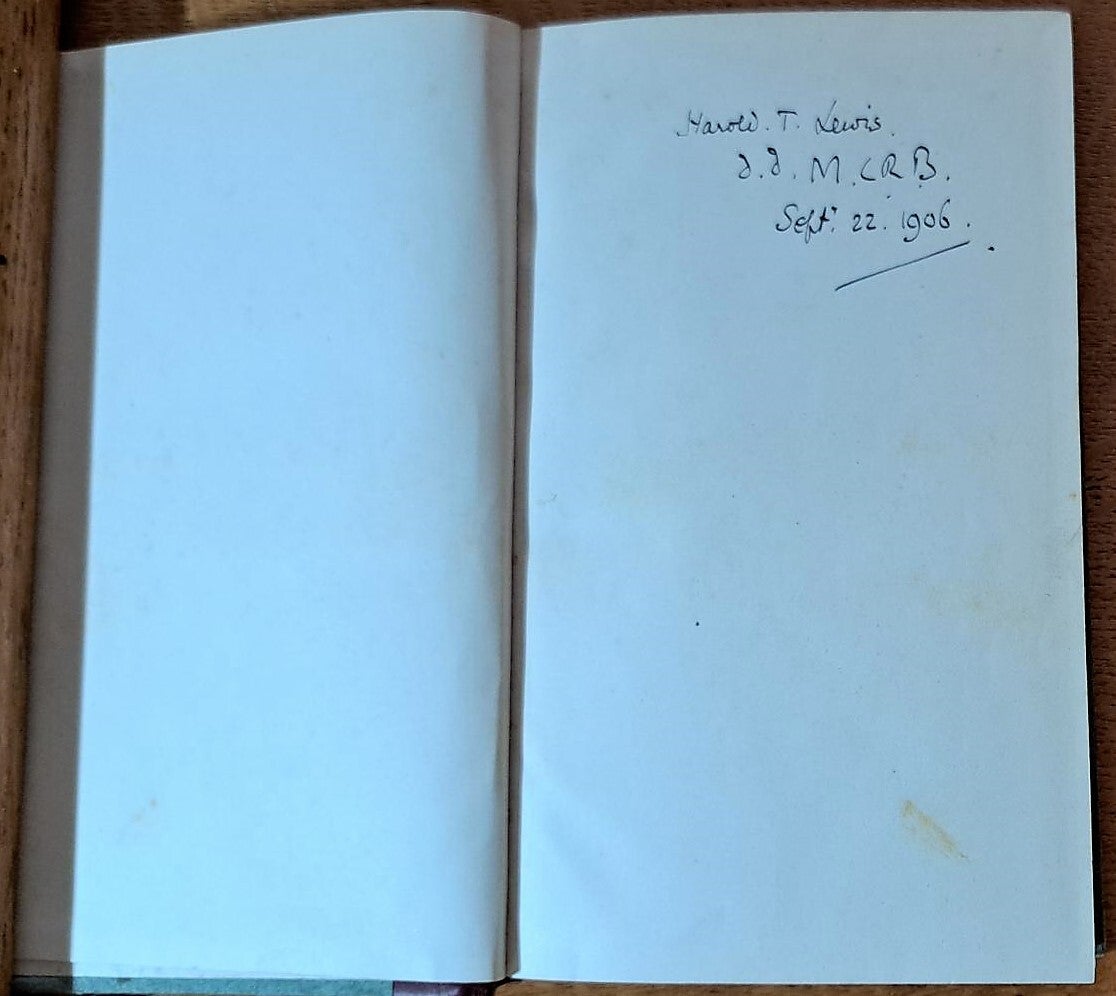 Harold. T. Lewis.
d.d. M.C.R.B.
Sept: 22. 1906.